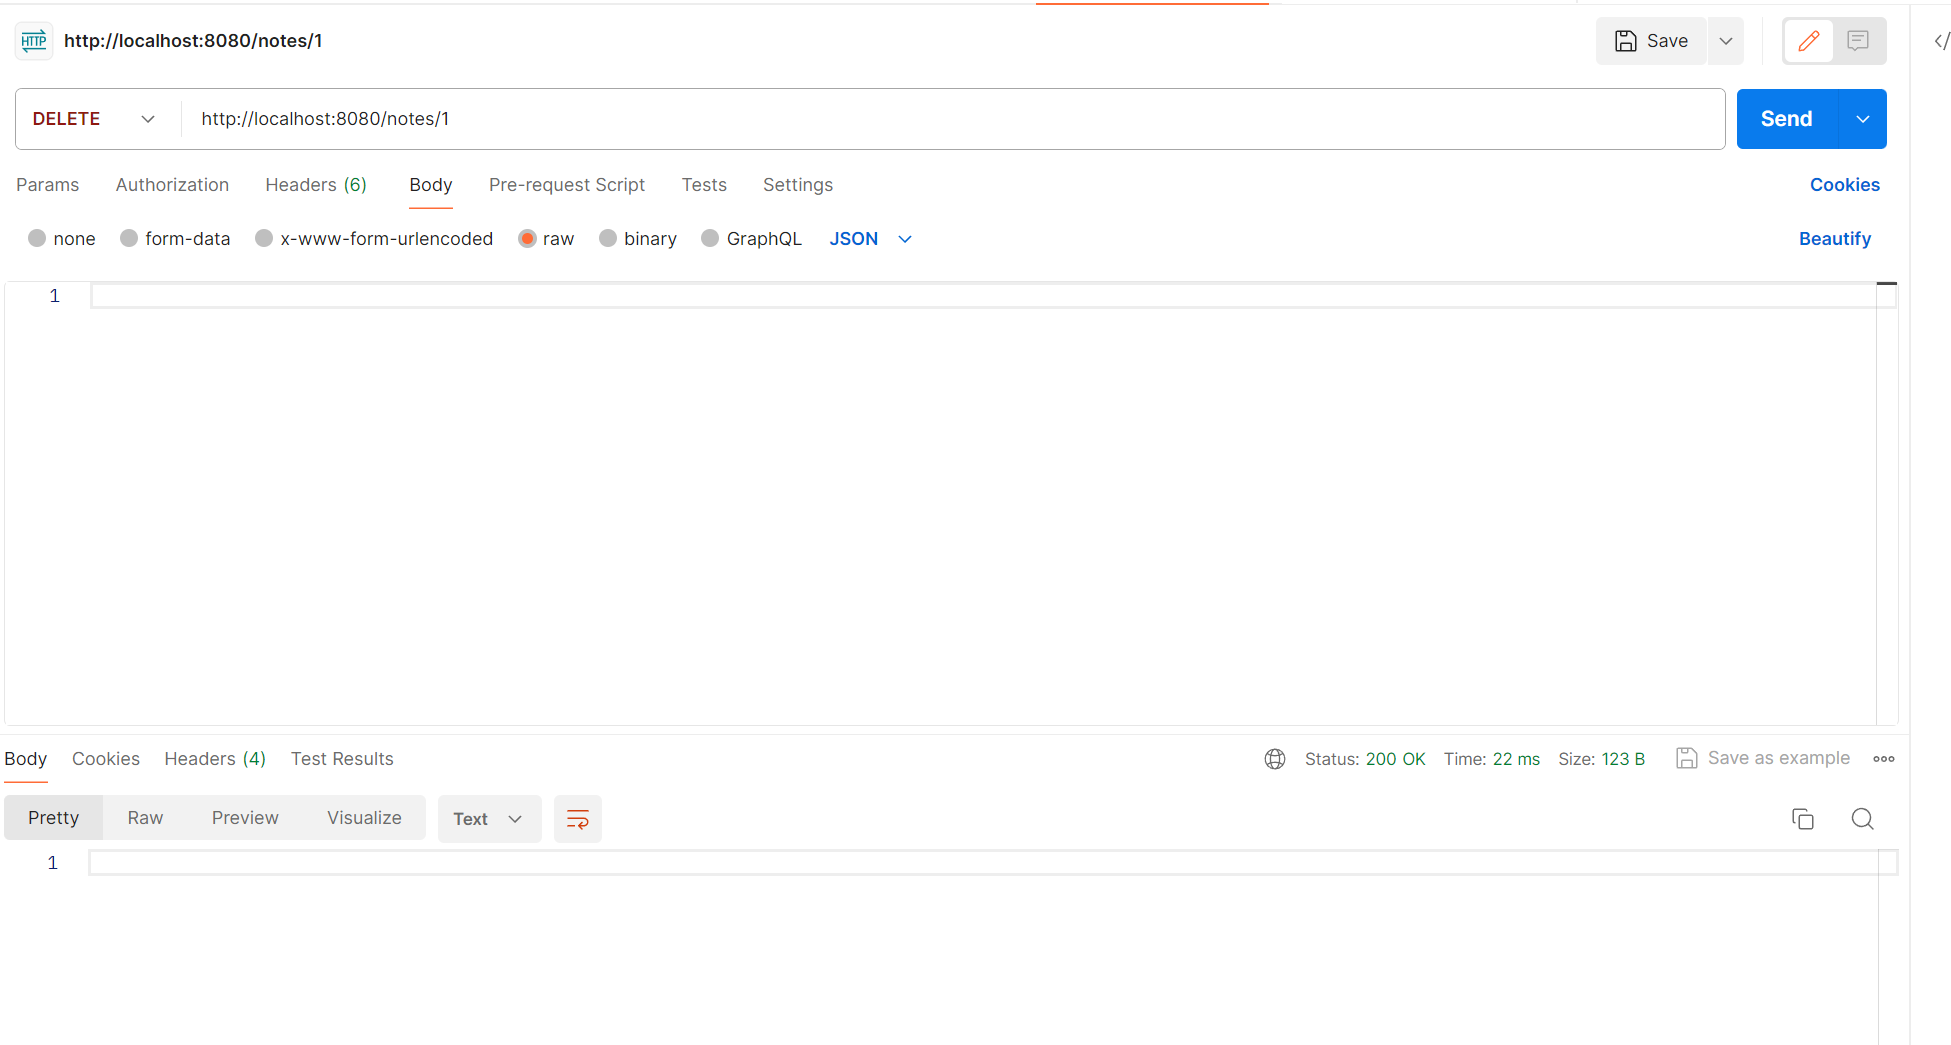 HTTP http://localhost:8080/notes/1 Save </>
DELETE http://localhost:8080/notes/1 Send
Params Authorization Headers (6) Body Pre-request Script Tests Settings Cookies
none form-data x-www-form-urlencoded raw binary GraphQL JSON Beautify
1
Body Cookies Headers (4) Test Results Status: 200 OK Time: 22 ms Size: 123 B Save as example
Pretty Raw Preview Visualize Text
1